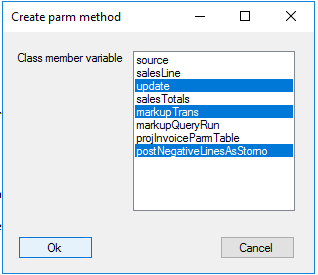 Create parm method
Class member variable
source
salesLine
update
salesTotals
markupTrans
markupQueryRun
projInvoiceParmTable
postNegativeLinesAsStorno
Ok
Cancel